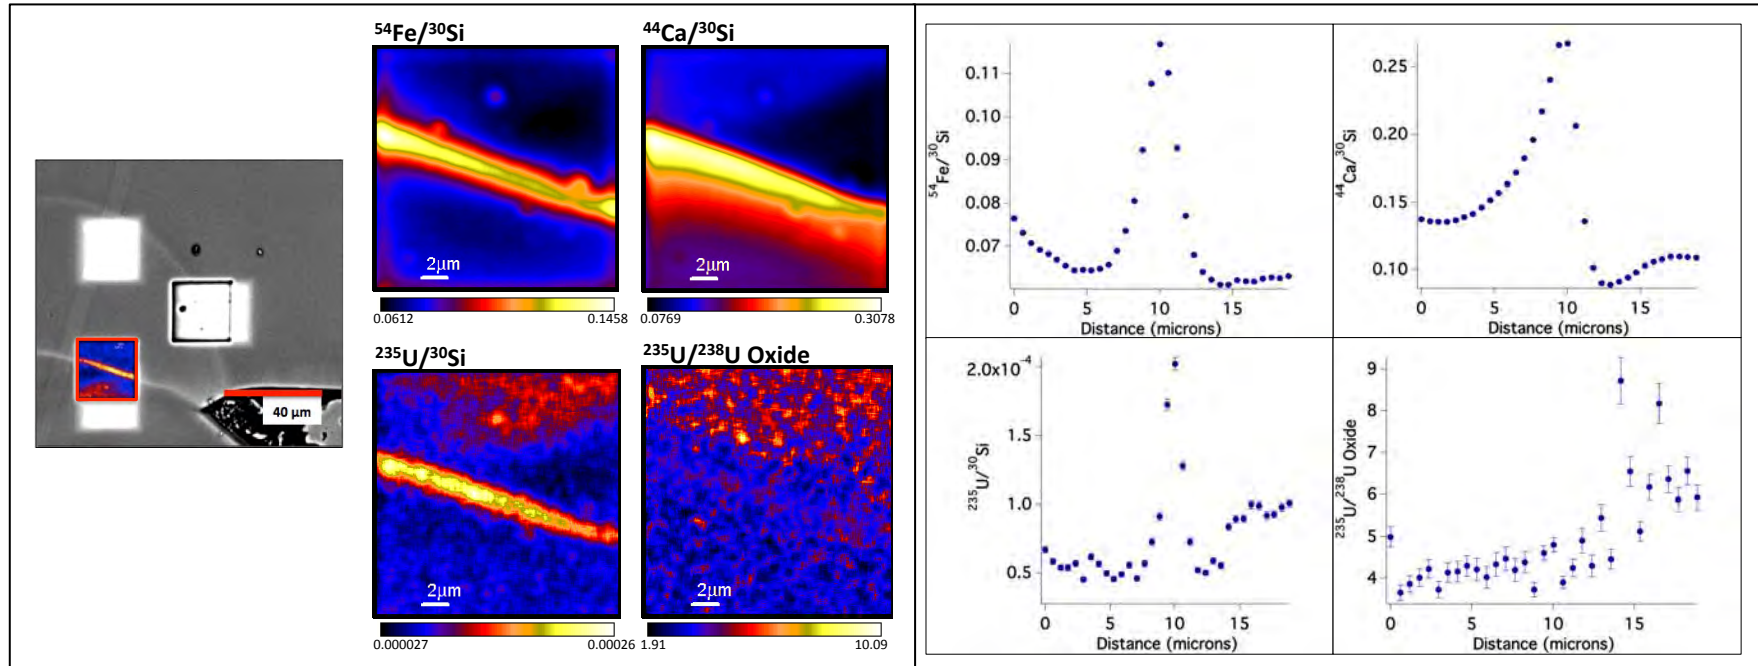 40 μm
⁵⁴Fe/³⁰Si
2μm
0.0612 0.1458
⁴⁴Ca/³⁰Si
2μm
0.0769 0.3078
²³⁵U/³⁰Si
2μm
0.000027 0.00026
²³⁵U/²³⁸U Oxide
2μm
1.91 10.09
⁵⁴Fe/³⁰Si
0.11
0.10
0.09
0.08
0.07
0 5 10 15
Distance (microns)
⁴⁴Ca/³⁰Si
0.25
0.20
0.15
0.10
0 5 10 15
Distance (microns)
²³⁵U/³⁰Si
2.0x10⁻⁴
1.5
1.0
0.5
0 5 10 15
Distance (microns)
²³⁵U/²³⁸U Oxide
9
8
7
6
5
4
0 5 10 15
Distance (microns)